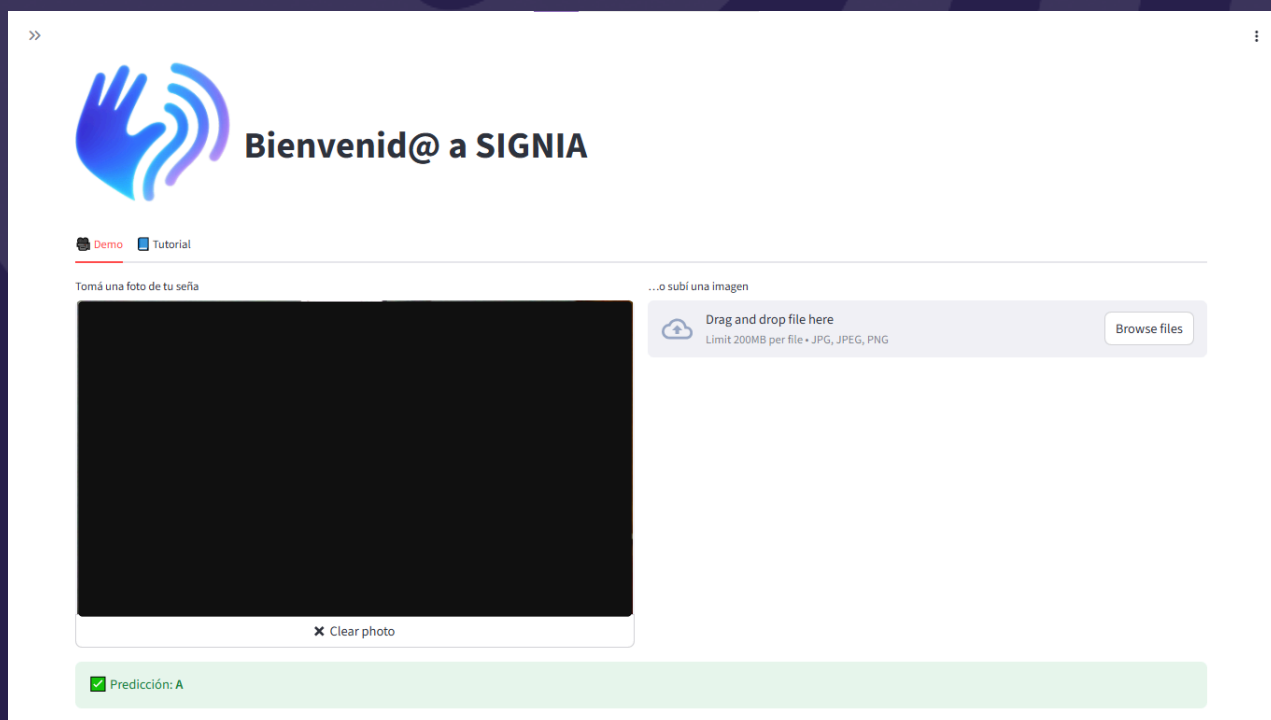 Bienvenid@ a SIGNIA
Demo
Tutorial
Tomá una foto de tu seña
...o subí una imagen
Drag and drop file here
Limit 200MB per file • JPG, JPEG, PNG
Browse files
Clear photo
Predicción: A